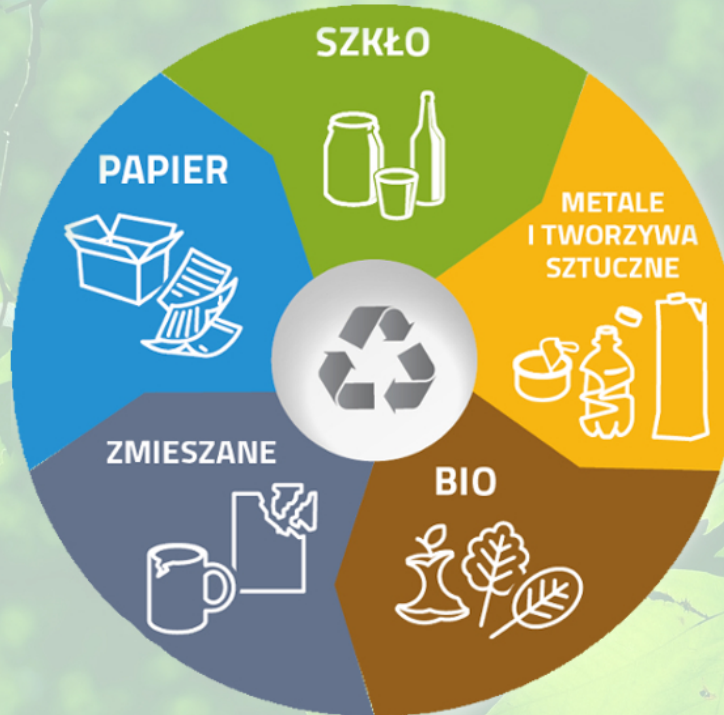 SZKŁO
PAPIER
METALE
I TWORZYWA
SZTUCZNE
ZMIESZANE
BIO